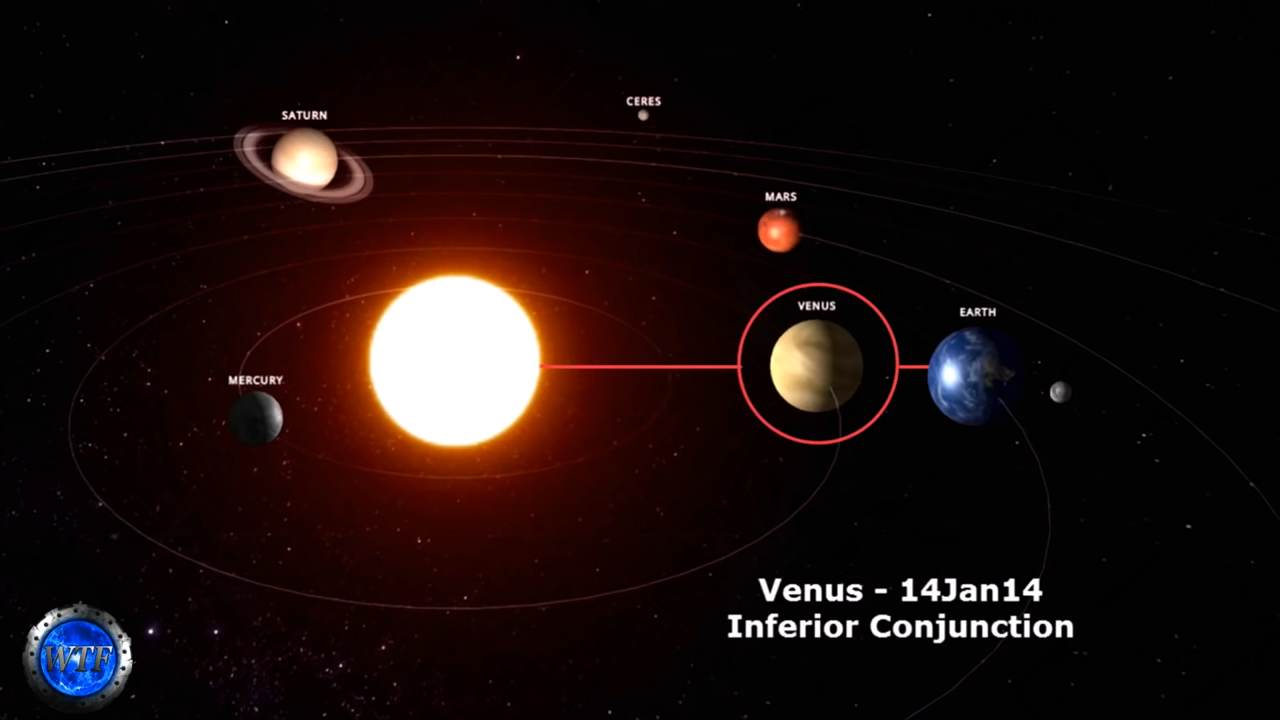 SATURN
CERES
MARS
VENUS
EARTH
MERCURY
Venus - 14Jan14
Inferior Conjunction
WTF